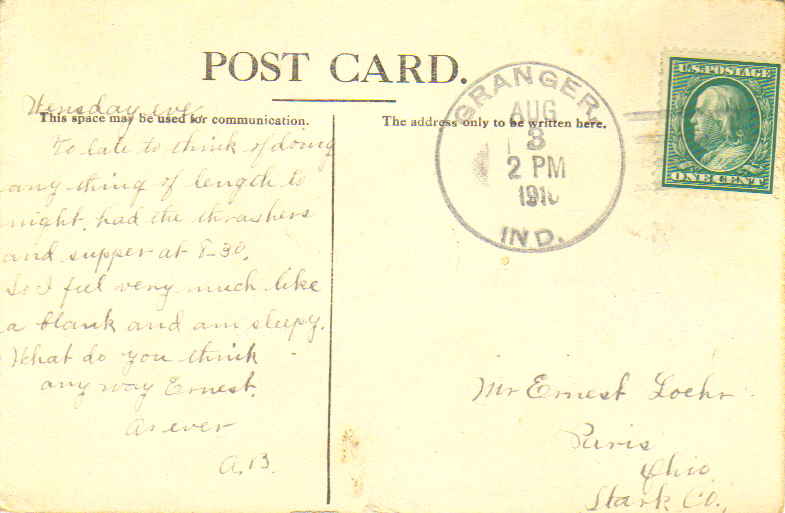 POST CARD.
This space may be used for communication.
The address only to be written here.
GRANGER,
AUG
3
2 PM
1910
IND.
U.S. POSTAGE
ONE CENT
Wensday eve,
To late to think of doing
any thing of length to
night, had the thrashers
and supper at 8-30.
So I feel very much like
a blank and am sleepy.
What do you think
any way Ernest.
As ever
A.B.
Mr Ernest Loehr
Paris
Ohio
Stark Co.,